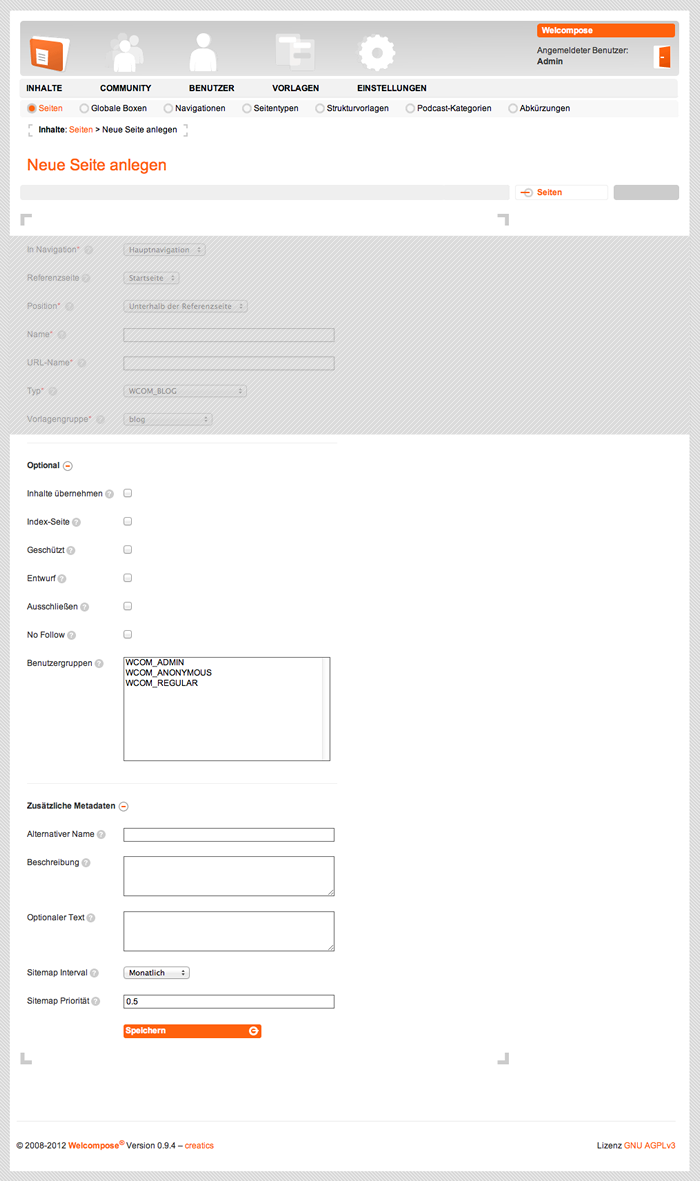 Welcompose
Angemeldeter Benutzer:
Admin
INHALTE COMMUNITY BENUTZER VORLAGEN EINSTELLUNGEN
Seiten Globale Boxen Navigationen Seitentypen Strukturvorlagen Podcast-Kategorien Abkürzungen
Inhalte: Seiten > Neue Seite anlegen
Neue Seite anlegen
Seiten
In Navigation* ? Hauptnavigation
Referenzseite ? Startseite
Position* ? Unterhalb der Referenzseite
Name* ?
URL-Name* ?
Typ* ? WCOM_BLOG
Vorlagengruppe* ? blog
Optional
Inhalte übernehmen ?
Index-Seite ?
Geschützt ?
Entwurf ?
Ausschließen ?
No Follow ?
Benutzergruppen ?
WCOM_ADMIN
WCOM_ANONYMOUS
WCOM_REGULAR
Zusätzliche Metadaten
Alternativer Name ?
Beschreibung ?
Optionaler Text ?
Sitemap Interval ? Monatlich
Sitemap Priorität ? 0.5
Speichern
© 2008-2012 Welcompose® Version 0.9.4 – creatics
Lizenz GNU AGPLv3